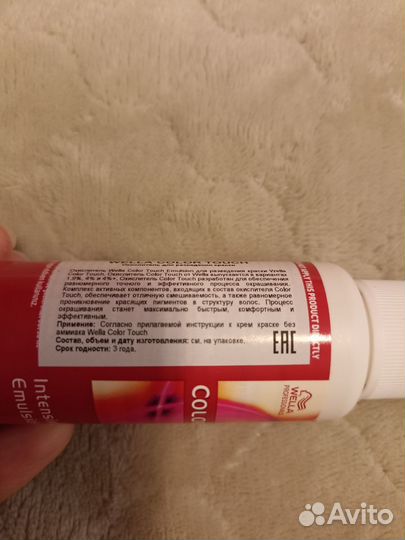 WELLA COLOR TOUCH
Окислитель Wella Color Touch Emulsion для разведения краски Wella
Color Touch. Окислитель Color Touch от Wella выпускается в варианты
1,9%, 4% и 4%+. Окислитель Color Touch разработан для обеспечения
равномерного точного и эффективного процесса окрашивания.
Комплекс активных компонентов, входящих в состав окислителя Color
Touch, обеспечивает отличную смешиваемость, а также равномерное
проникновение красящих пигментов в структуру волос. Процесс
окрашивания станет максимально быстрым, комфортным и
эффективным.
Применение: Согласно прилагаемой инструкции к крем краске без
аммиака Wella Color Touch.
Состав, объем и дату изготовления: см, на упаковке.
Срок годности: 3 года.
EAC
APPLY THIS PRODUCT DIRECTLY
WELLA
PROFESSIONALS
COLO
Intens
Emuls
Avito